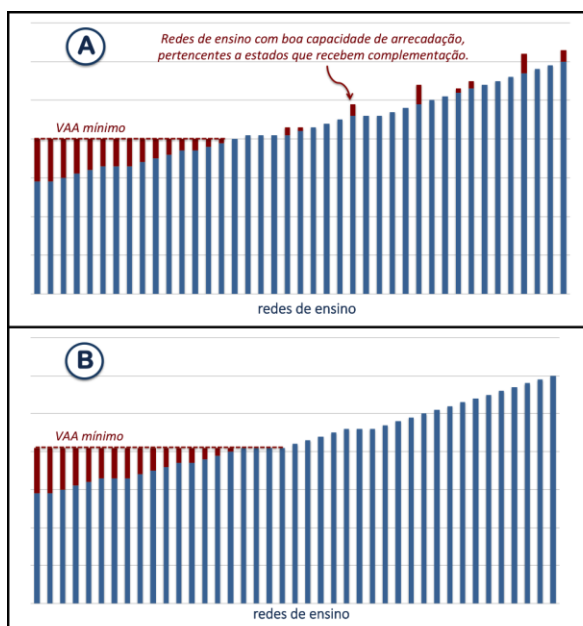 A
Redes de ensino com boa capacidade de arrecadação,
pertencentes a estados que recebem complementação.
VAA mínimo
redes de ensino
B
VAA mínimo
redes de ensino